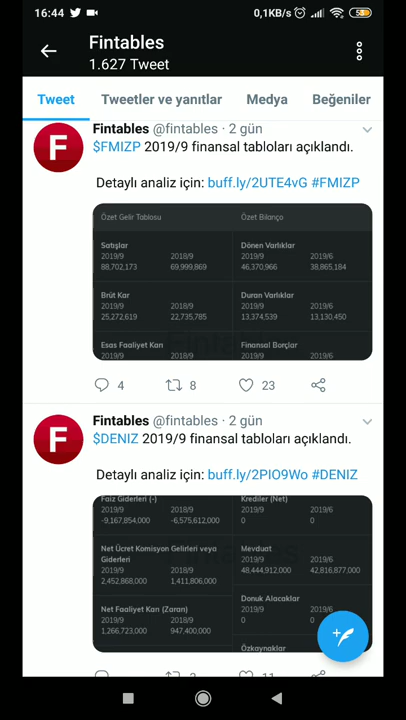 16:44 0,1KB/s 58
Fintables
1.627 Tweet
Tweet Tweetler ve yanıtlar Medya Beğeniler
Fintables @fintables · 2 gün
$FMIZP 2019/9 finansal tabloları açıklandı.
Detaylı analiz için: buff.ly/2UTE4vG #FMIZP
Özet Gelir Tablosu Özet Bilanço
Satışlar Dönen Varlıklar
2019/9 2018/9 2019/9 2019/6
88,702,173 69,999,869 46,370,966 38,865,184
Brüt Kar Duran Varlıklar
2019/9 2018/9 2019/9 2019/6
25,272,619 22,735,785 13,374,539 13,130,450
Esas Faaliyet Karı Finansal Borçlar
2019/9 2018/9 2019/9 2019/6
4 8 23
Fintables @fintables · 2 gün
$DENIZ 2019/9 finansal tabloları açıklandı.
Detaylı analiz için: buff.ly/2PIO9Wo #DENIZ
Faiz Giderleri (-) Krediler (Net)
2019/9 2018/9 2019/9 2019/6
-9,167,854,000 -6,575,612,000 0 0
Net Ücret Komisyon Gelirleri veya Mevduat
Giderleri 2019/9 2019/6
2019/9 2018/9 48,444,912,000 42,816,877,000
2,452,868,000 1,411,806,000
Donuk Alacaklar
Net Faaliyet Karı (Zararı) 2019/9 2019/6
2019/9 2018/9 0 0
1,266,723,000 947,400,000
Özkaynaklar